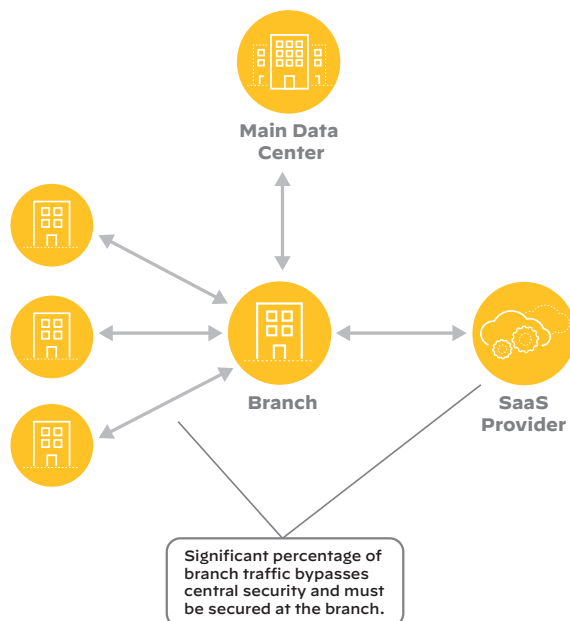 Main Data
Center
Branch
SaaS
Provider
Significant percentage of
branch traffic bypasses
central security and must
be secured at the branch.